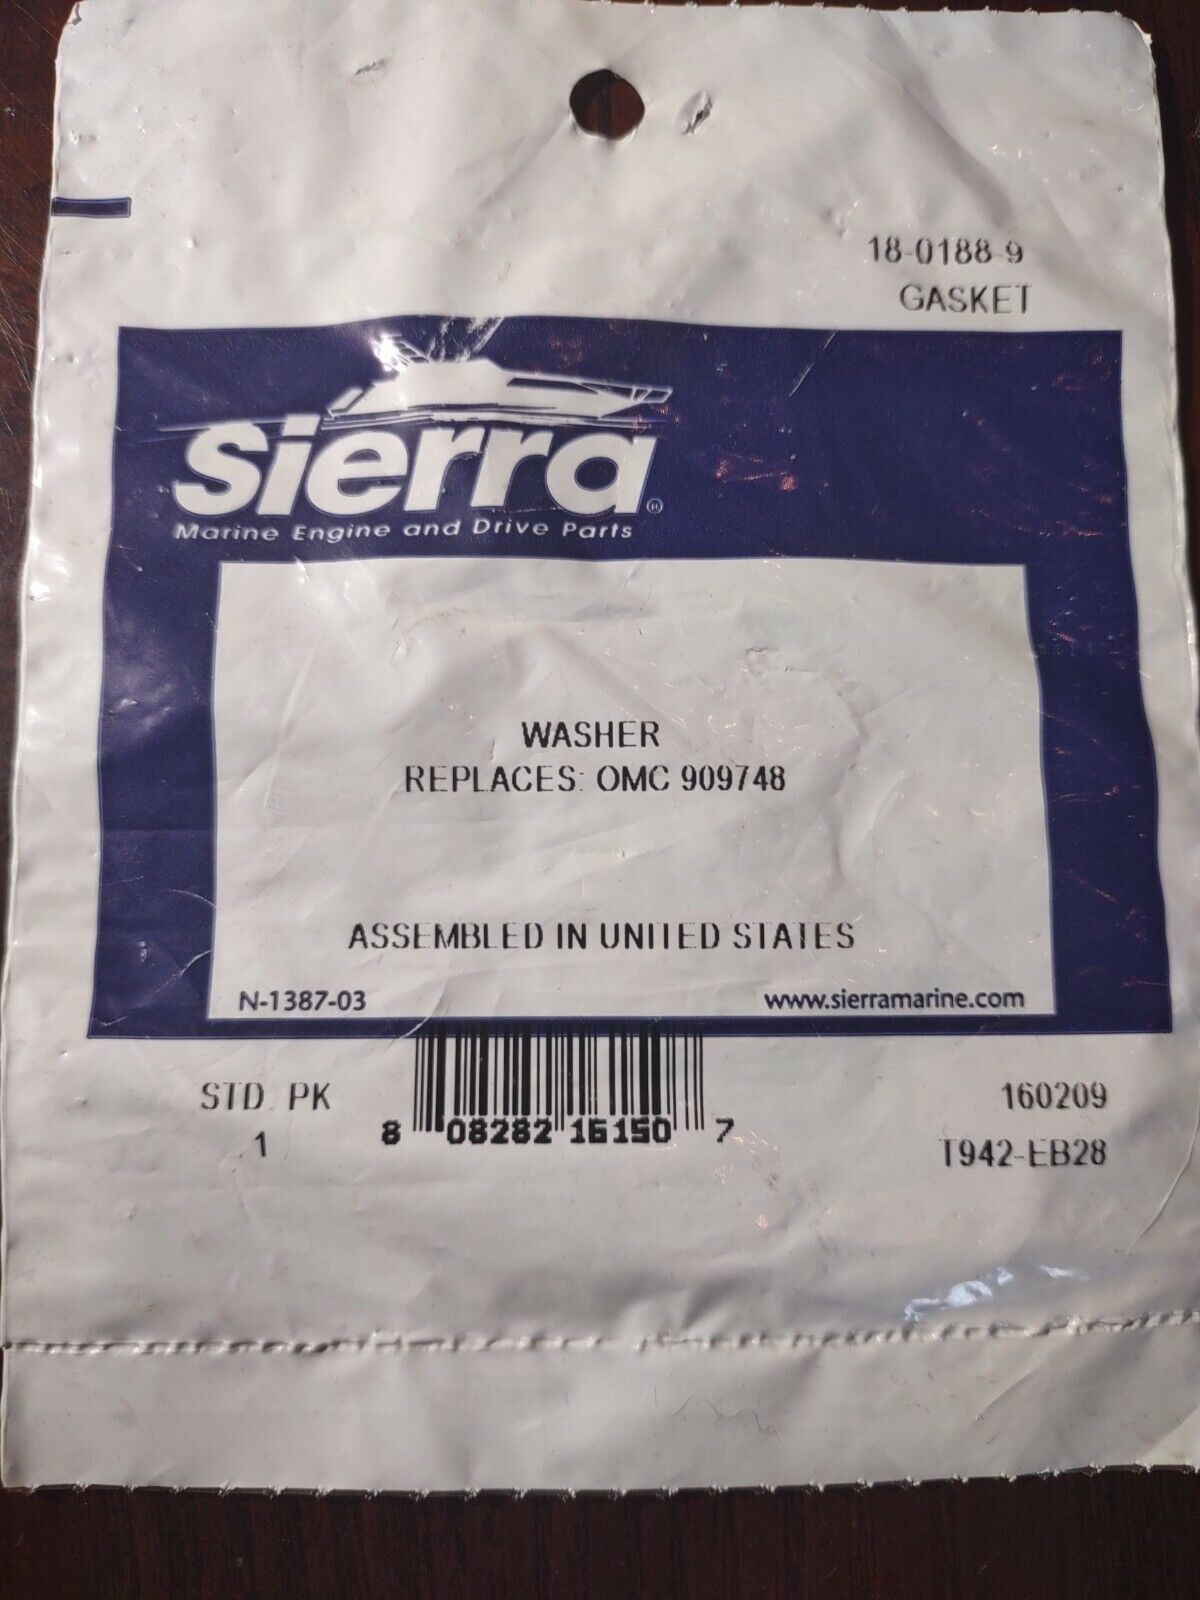 18-0188-9
GASKET
Sierra®
Marine Engine and Drive Parts
WASHER
REPLACES: OMC 909748
ASSEMBLED IN UNITED STATES
N-1387-03 www.sierramarine.com
STD. PK
1
8 08282 16150 7
160209
T942-EB28